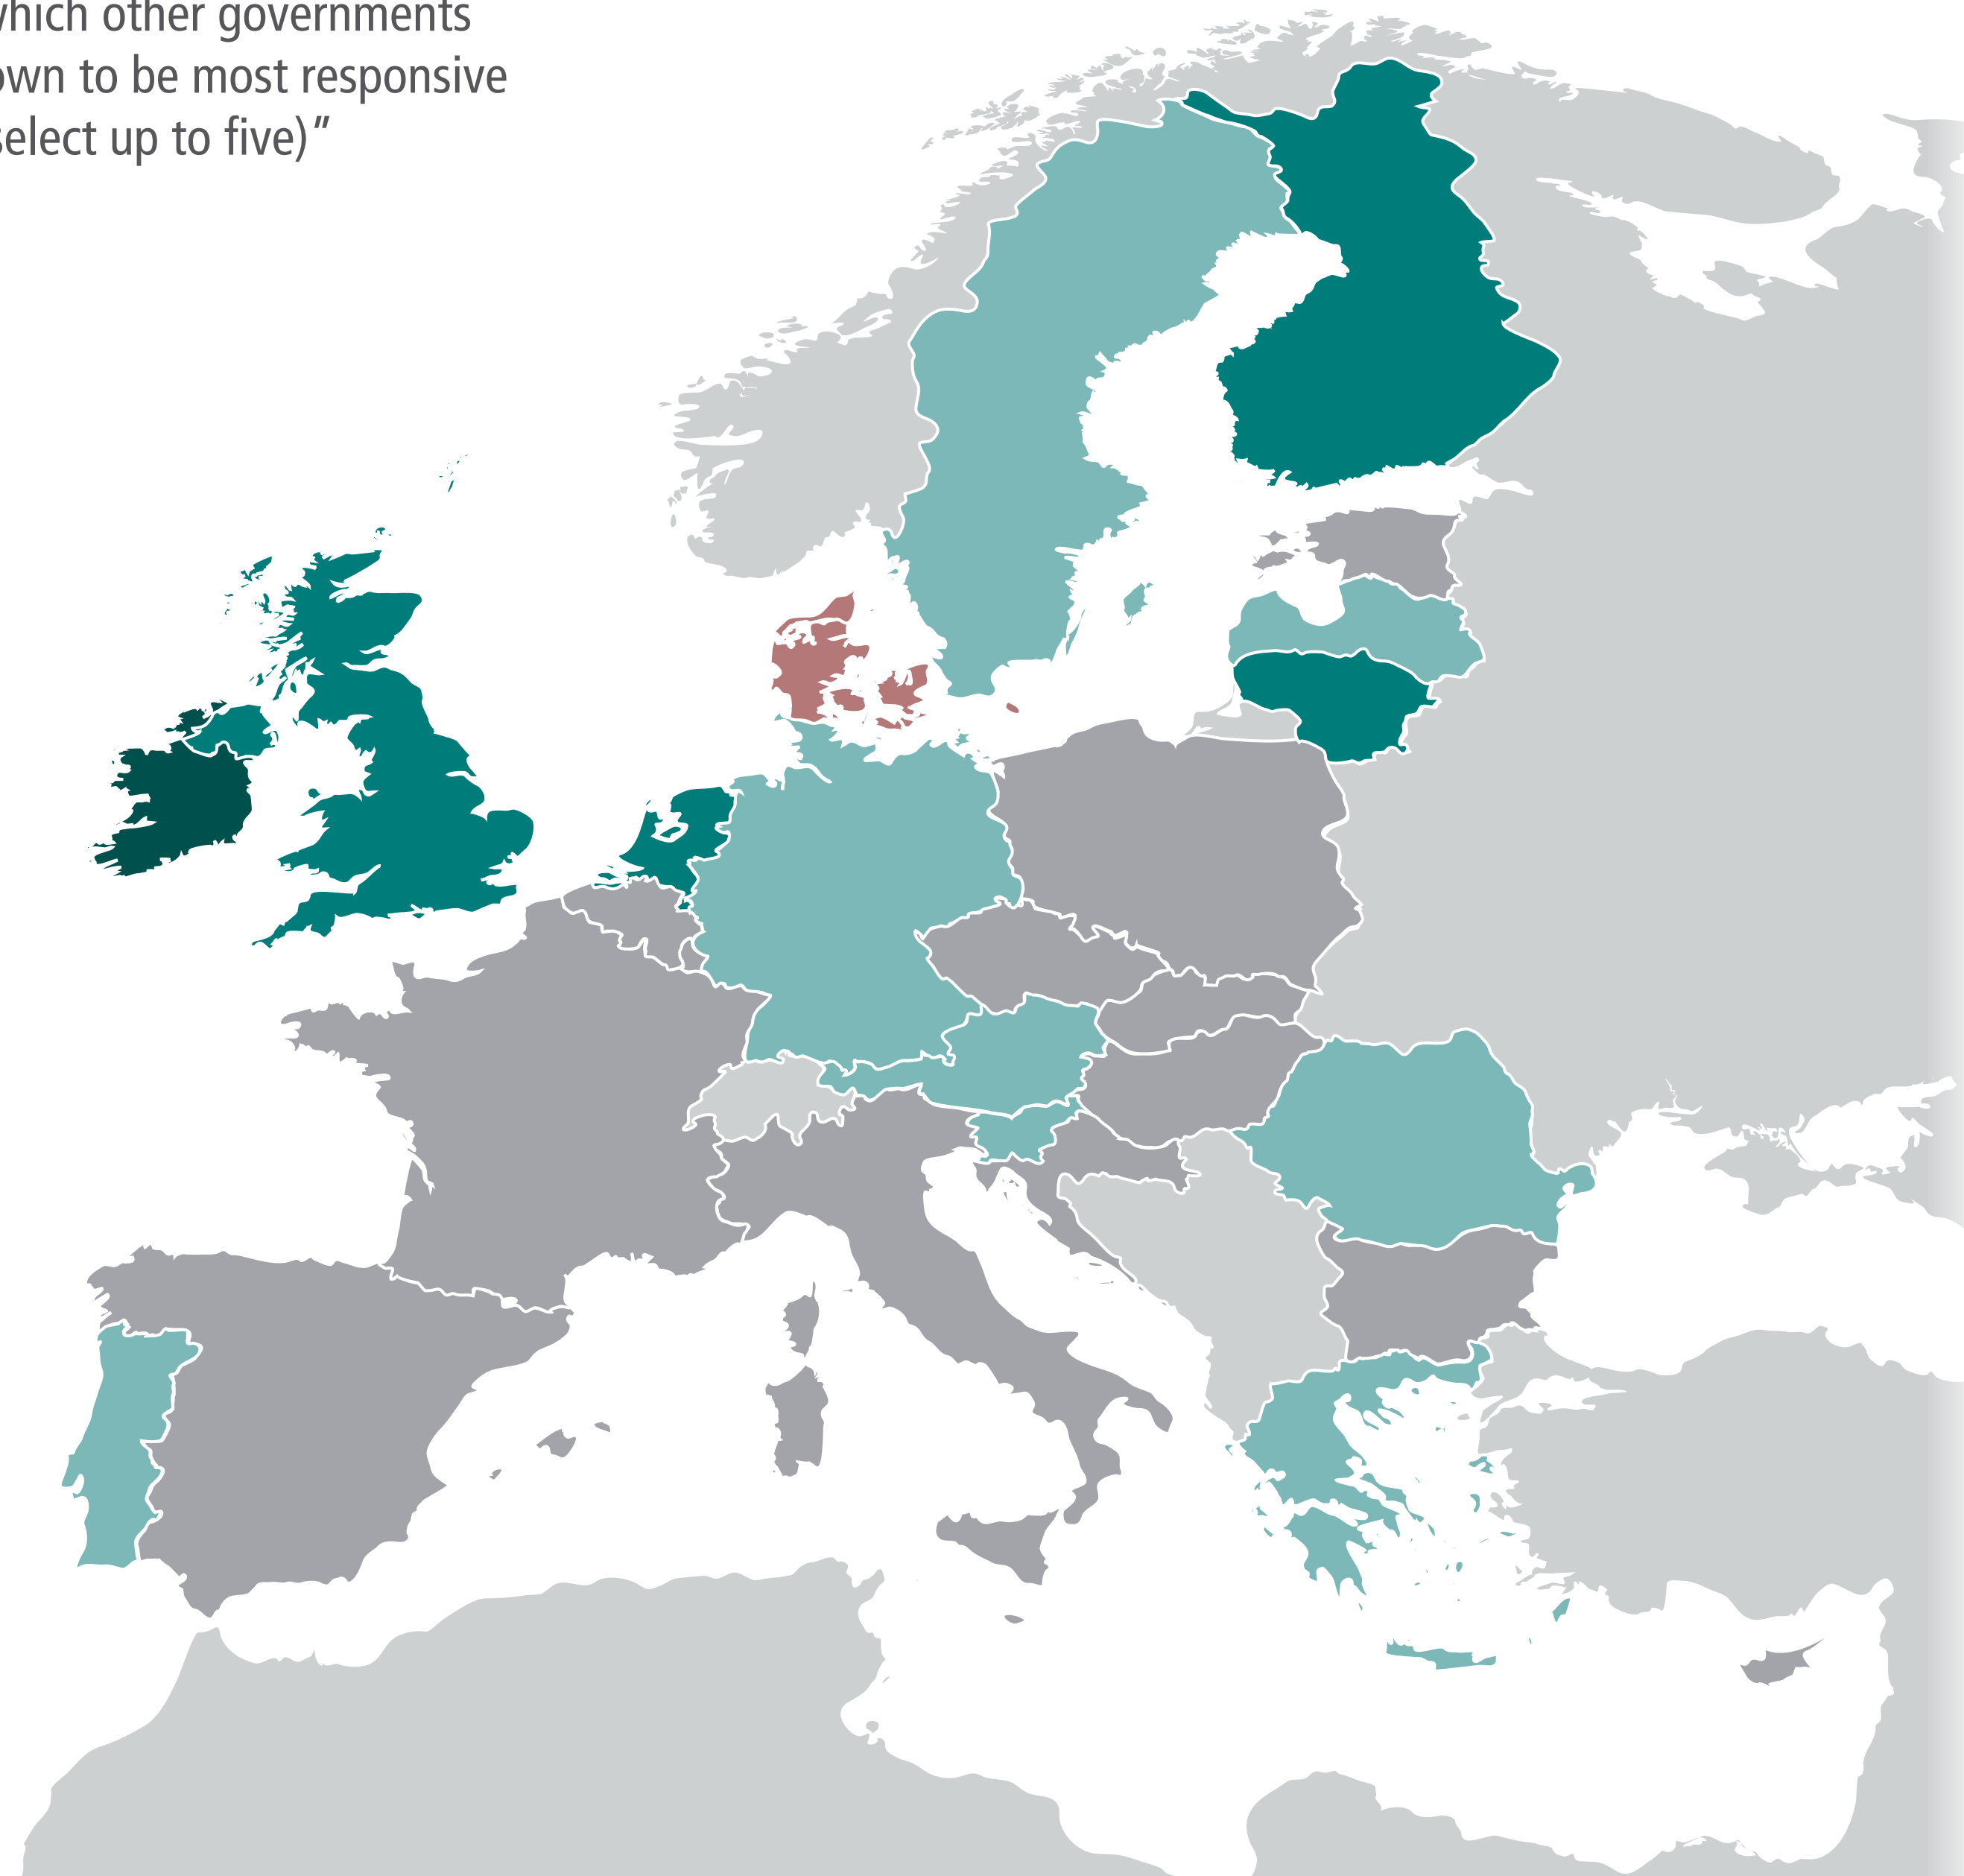 which other governments
own to be most responsive
select up to five)”